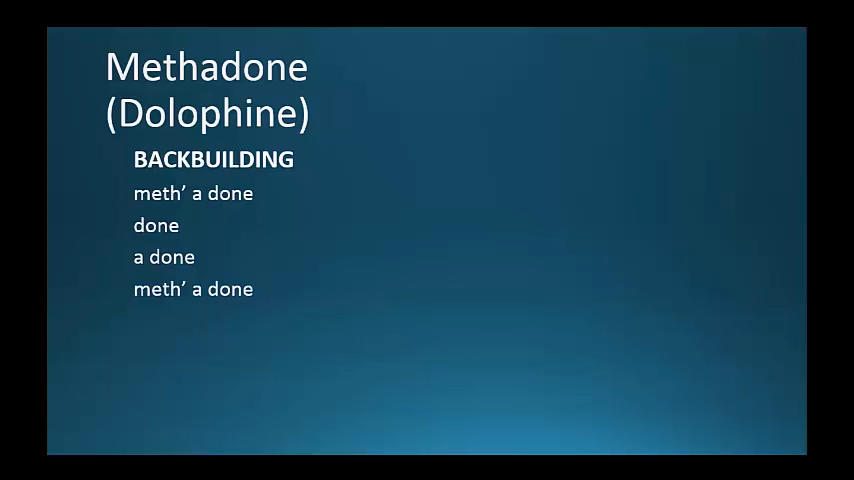 Methadone
(Dolophine)
BACKBUILDING
meth’ a done
done
a done
meth’ a done